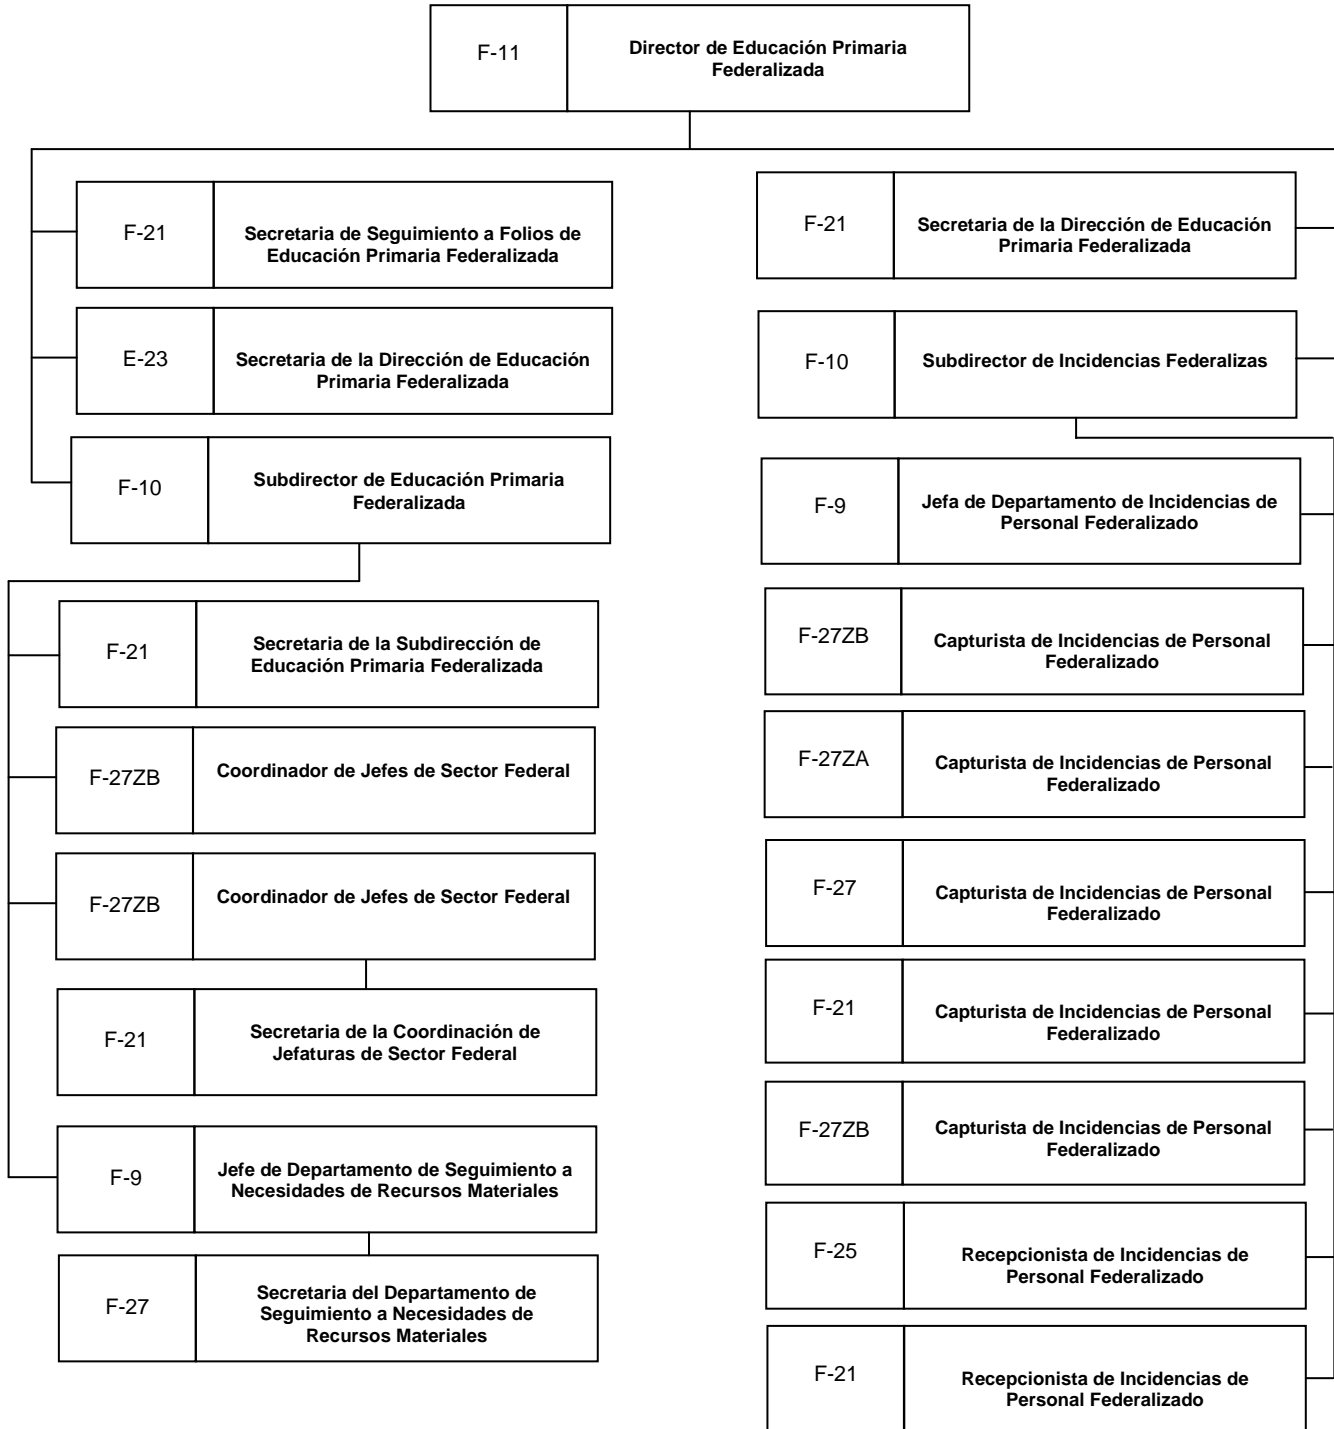 F-11
Director de Educación Primaria
Federalizada
F-21
Secretaria de Seguimiento a Folios de
Educación Primaria Federalizada
E-23
Secretaria de la Dirección de Educación
Primaria Federalizada
F-10
Subdirector de Educación Primaria
Federalizada
F-21
Secretaria de la Subdirección de
Educación Primaria Federalizada
F-27ZB
Coordinador de Jefes de Sector Federal
F-27ZB
Coordinador de Jefes de Sector Federal
F-21
Secretaria de la Coordinación de
Jefaturas de Sector Federal
F-9
Jefe de Departamento de Seguimiento a
Necesidades de Recursos Materiales
F-27
Secretaria del Departamento de
Seguimiento a Necesidades de
Recursos Materiales
F-21
Secretaria de la Dirección de Educación
Primaria Federalizada
F-10
Subdirector de Incidencias Federalizas
F-9
Jefa de Departamento de Incidencias de
Personal Federalizado
F-27ZB
Capturista de Incidencias de Personal
Federalizado
F-27ZA
Capturista de Incidencias de Personal
Federalizado
F-27
Capturista de Incidencias de Personal
Federalizado
F-21
Capturista de Incidencias de Personal
Federalizado
F-27ZB
Capturista de Incidencias de Personal
Federalizado
F-25
Recepcionista de Incidencias de
Personal Federalizado
F-21
Recepcionista de Incidencias de
Personal Federalizado